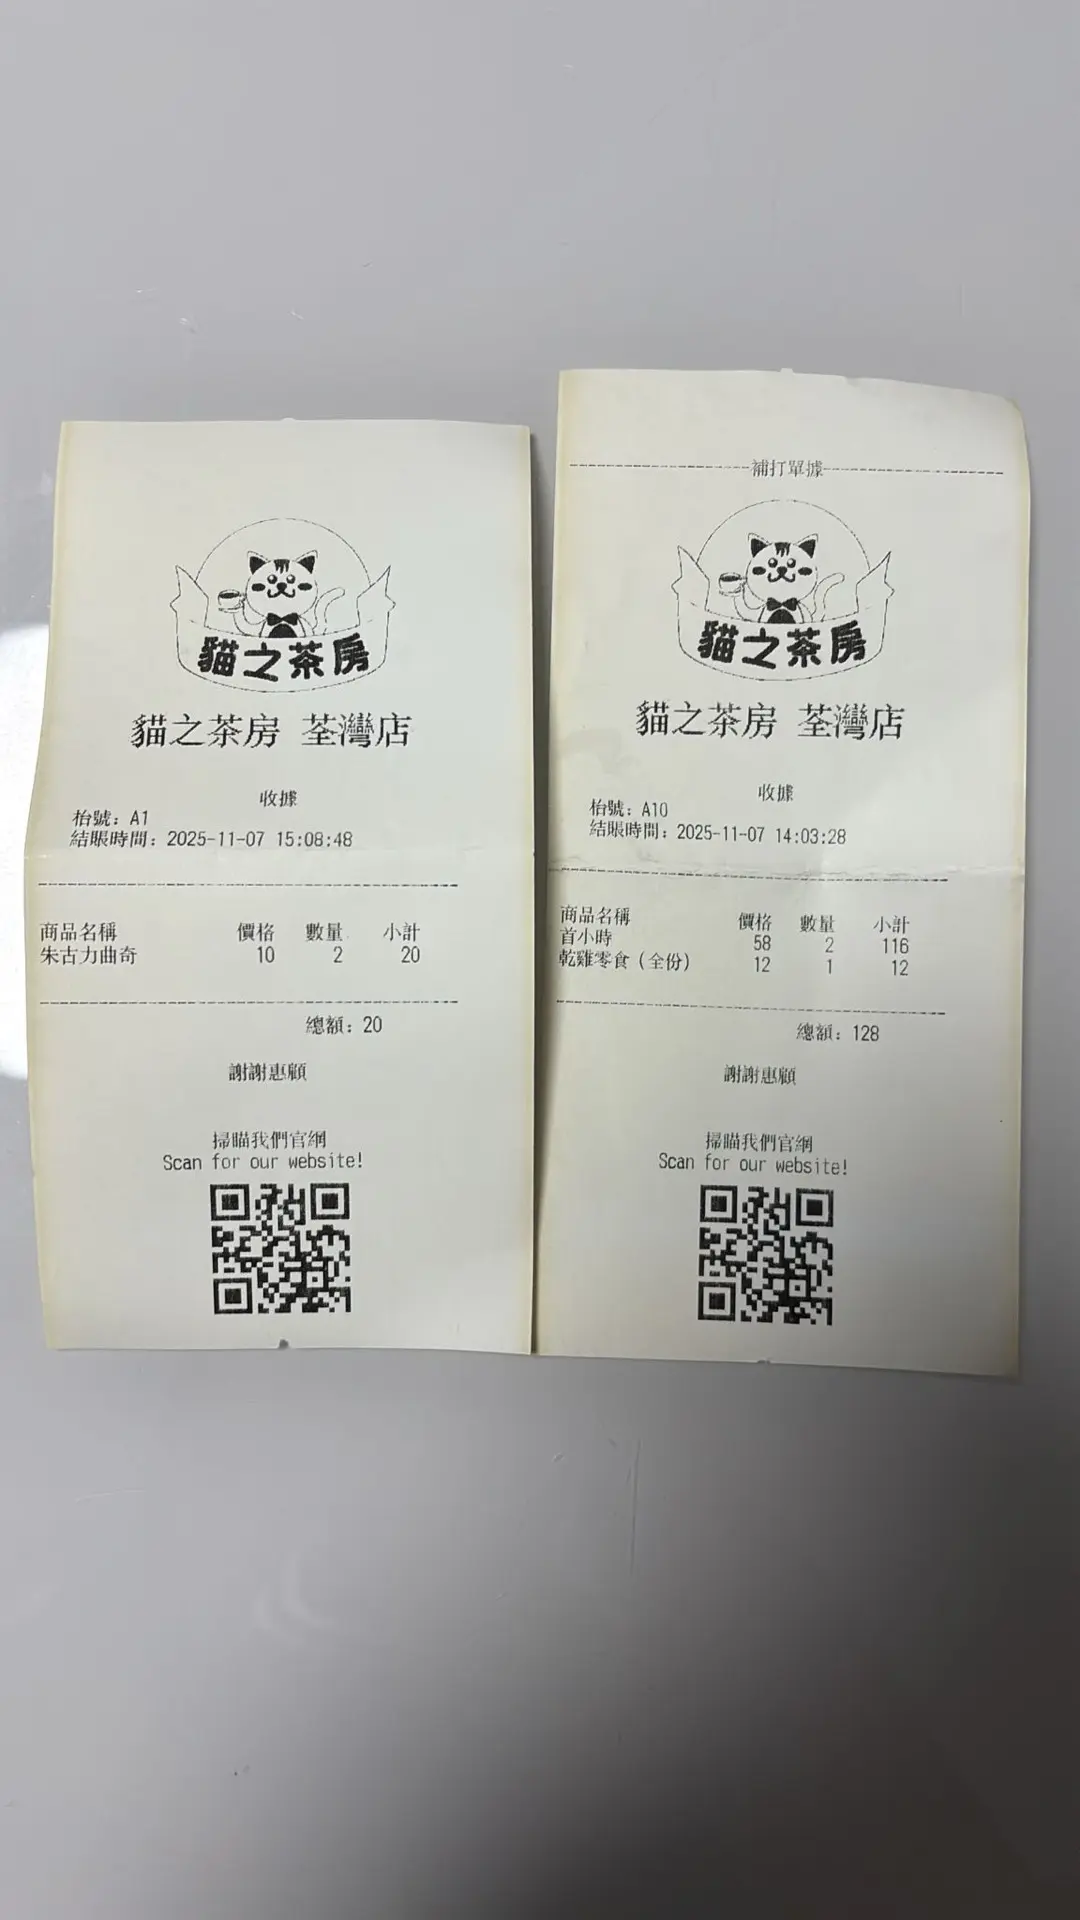 貓之茶房
貓之茶房 荃灣店
收據
枱號：A1
結賬時間：2025-11-07 15:08:48
商品名稱 價格 數量 小計
朱古力曲奇 10 2 20
總額：20
謝謝惠顧
掃瞄我們官網
Scan for our website!
補打單據
貓之茶房
貓之茶房 荃灣店
收據
枱號：A10
結賬時間：2025-11-07 14:03:28
商品名稱 價格 數量 小計
首小時 58 2 116
乾雞零食（全份） 12 1 12
總額：128
謝謝惠顧
掃瞄我們官網
Scan for our website!